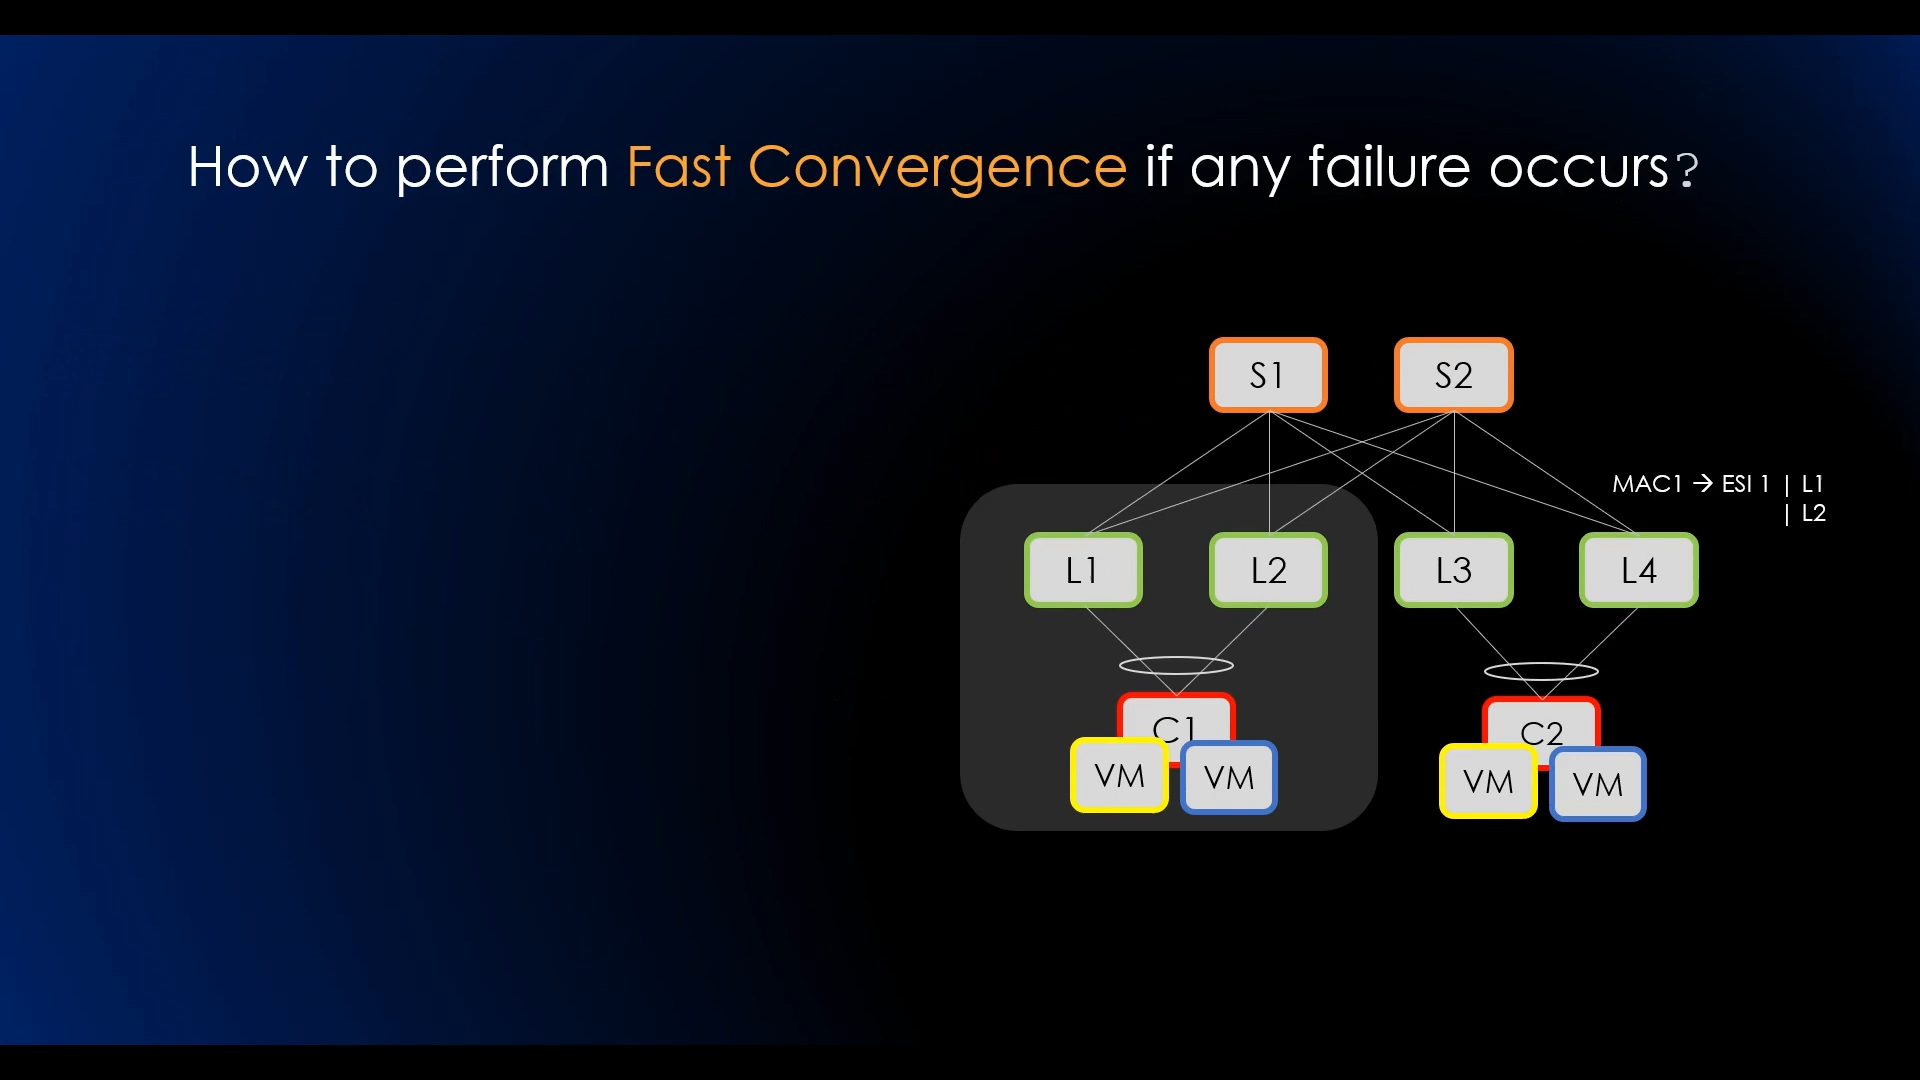 How to perform Fast Convergence if any failure occurs?
S1
S2
MAC1 → ESI 1 | L1
| L2
L1
L2
L3
L4
C1
C2
VM
VM
VM
VM